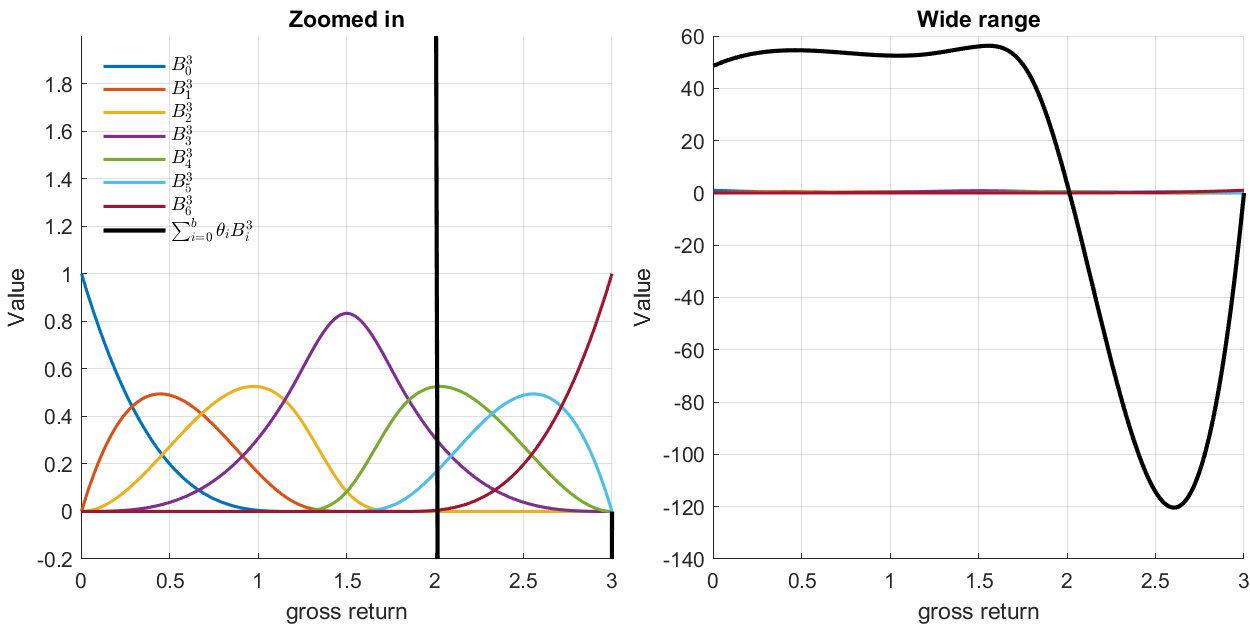 Zoomed in
Value
1.8
1.6
1.4
1.2
1
0.8
0.6
0.4
0.2
0
-0.2
B_0^3
B_1^3
B_2^3
B_3^3
B_4^3
B_5^3
B_6^3
∑_{i=0}^b θ_i B_i^3
0 0.5 1 1.5 2 2.5 3
gross return
Wide range
Value
60
40
20
0
-20
-40
-60
-80
-100
-120
-140
0 0.5 1 1.5 2 2.5 3
gross return